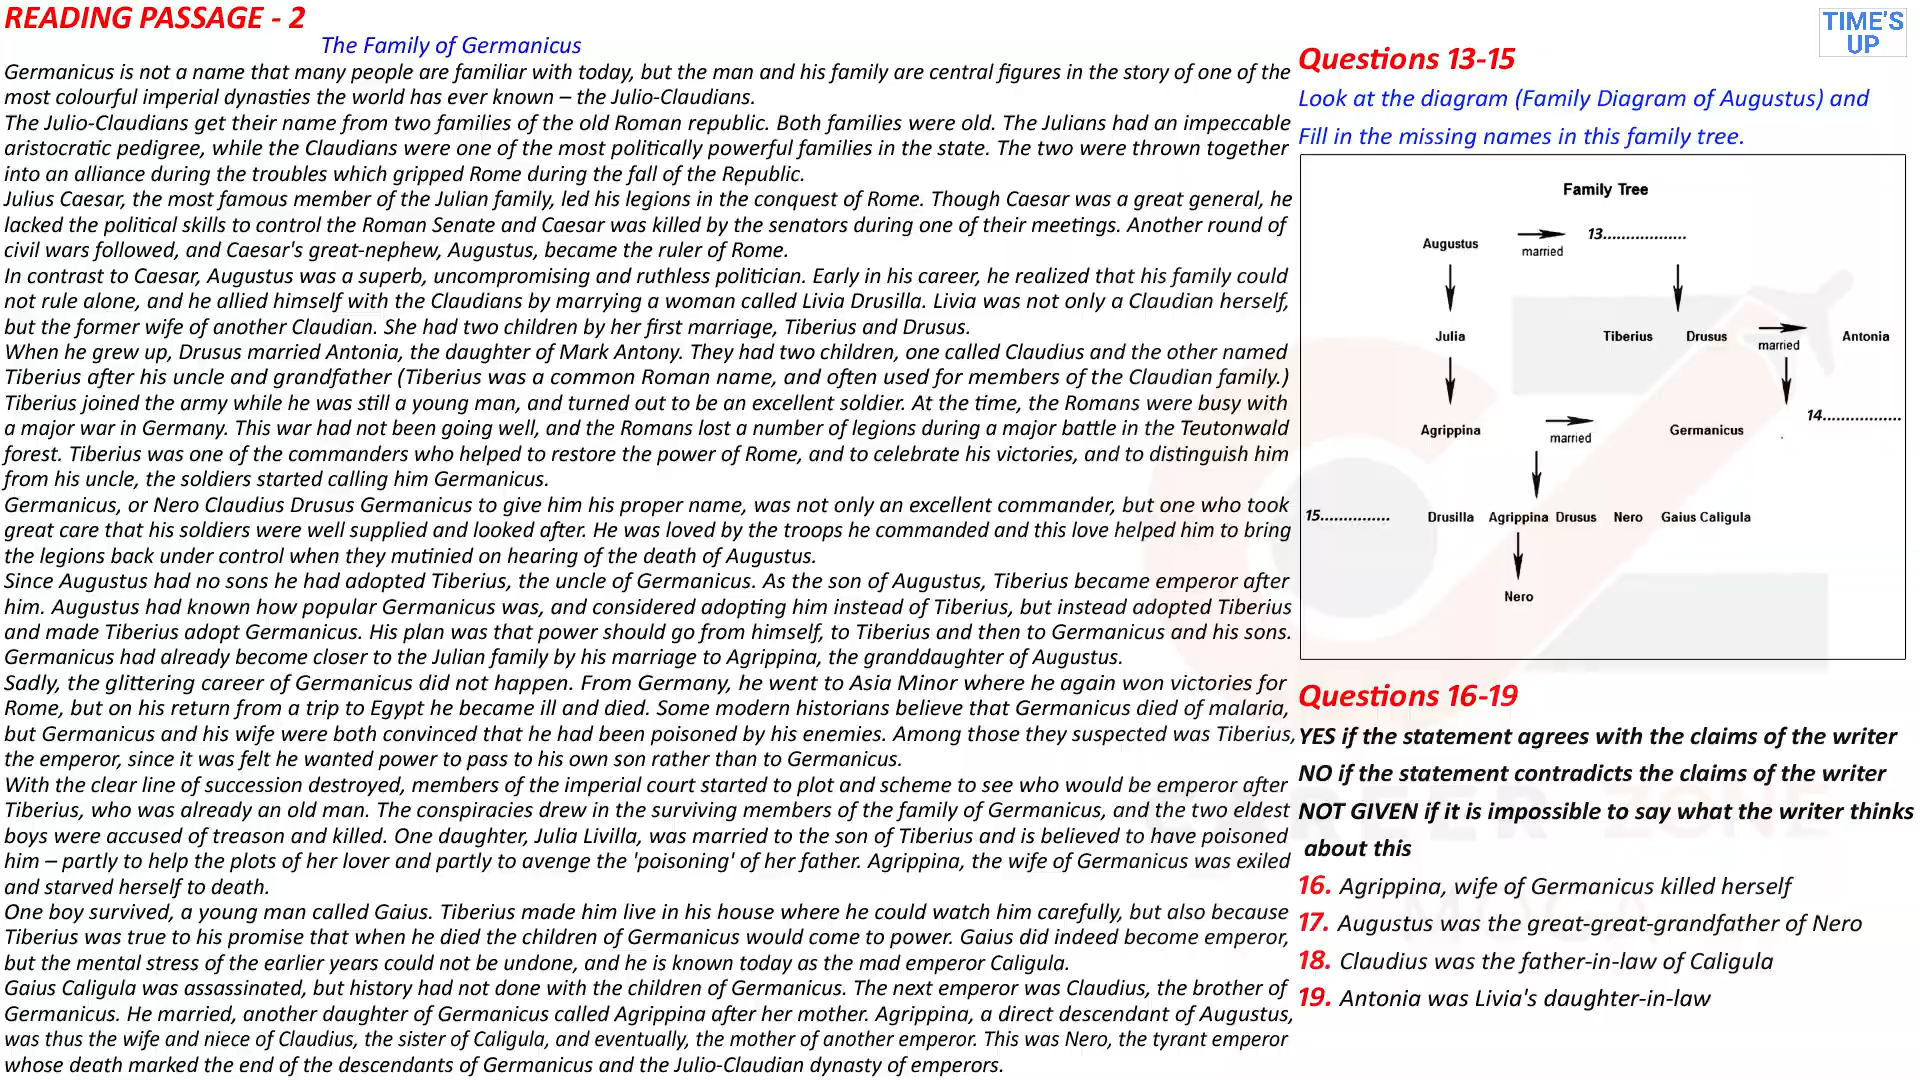 READING PASSAGE - 2
The Family of Germanicus
Germanicus is not a name that many people are familiar with today, but the man and his family are central figures in the story of one of the
most colourful imperial dynasties the world has ever known – the Julio-Claudians.
The Julio-Claudians get their name from two families of the old Roman republic. Both families were old. The Julians had an impeccable
aristocratic pedigree, while the Claudians were one of the most politically powerful families in the state. The two were thrown together
into an alliance during the troubles which gripped Rome during the fall of the Republic.
Julius Caesar, the most famous member of the Julian family, led his legions in the conquest of Rome. Though Caesar was a great general, he
lacked the political skills to control the Roman Senate and Caesar was killed by the senators during one of their meetings. Another round of
civil wars followed, and Caesar's great-nephew, Augustus, became the ruler of Rome.
In contrast to Caesar, Augustus was a superb, uncompromising and ruthless politician. Early in his career, he realized that his family could
not rule alone, and he allied himself with the Claudians by marrying a woman called Livia Drusilla. Livia was not only a Claudian herself,
but the former wife of another Claudian. She had two children by her first marriage, Tiberius and Drusus.
When he grew up, Drusus married Antonia, the daughter of Mark Antony. They had two children, one called Claudius and the other named
Tiberius after his uncle and grandfather (Tiberius was a common Roman name, and often used for members of the Claudian family.)
Tiberius joined the army while he was still a young man, and turned out to be an excellent soldier. At the time, the Romans were busy with
a major war in Germany. This war had not been going well, and the Romans lost a number of legions during a major battle in the Teutonwald
forest. Tiberius was one of the commanders who helped to restore the power of Rome, and to celebrate his victories, and to distinguish him
from his uncle, the soldiers started calling him Germanicus.
Germanicus, or Nero Claudius Drusus Germanicus to give him his proper name, was not only an excellent commander, but one who took
great care that his soldiers were well supplied and looked after. He was loved by the troops he commanded and this love helped him to bring
the legions back under control when they mutinied on hearing of the death of Augustus.
Since Augustus had no sons he had adopted Tiberius, the uncle of Germanicus. As the son of Augustus, Tiberius became emperor after
him. Augustus had known how popular Germanicus was, and considered adopting him instead of Tiberius, but instead adopted Tiberius
and made Tiberius adopt Germanicus. His plan was that power should go from himself, to Tiberius and then to Germanicus and his sons.
Germanicus had already become closer to the Julian family by his marriage to Agrippina, the granddaughter of Augustus.
Sadly, the glittering career of Germanicus did not happen. From Germany, he went to Asia Minor where he again won victories for
Rome, but on his return from a trip to Egypt he became ill and died. Some modern historians believe that Germanicus died of malaria,
but Germanicus and his wife were both convinced that he had been poisoned by his enemies. Among those they suspected was Tiberius,
the emperor, since it was felt he wanted power to pass to his own son rather than to Germanicus.
With the clear line of succession destroyed, members of the imperial court started to plot and scheme to see who would be emperor after
Tiberius, who was already an old man. The conspiracies drew in the surviving members of the family of Germanicus, and the two eldest
boys were accused of treason and killed. One daughter, Julia Livilla, was married to the son of Tiberius and is believed to have poisoned
him – partly to help the plots of her lover and partly to avenge the 'poisoning' of her father. Agrippina, the wife of Germanicus was exiled
and starved herself to death.
One boy survived, a young man called Gaius. Tiberius made him live in his house where he could watch him carefully, but also because
Tiberius was true to his promise that when he died the children of Germanicus would come to power. Gaius did indeed become emperor,
but the mental stress of the earlier years could not be undone, and he is known today as the mad emperor Caligula.
Gaius Caligula was assassinated, but history had not done with the children of Germanicus. The next emperor was Claudius, the brother of
Germanicus. He married, another daughter of Germanicus called Agrippina after her mother. Agrippina, a direct descendant of Augustus,
was thus the wife and niece of Claudius, the sister of Caligula, and eventually, the mother of another emperor. This was Nero, the tyrant emperor
whose death marked the end of the descendants of Germanicus and the Julio-Claudian dynasty of emperors.
TIME'S
UP
Questions 13-15
Look at the diagram (Family Diagram of Augustus) and
Fill in the missing names in this family tree.
Family Tree
Augustus married 13..................
Julia Tiberius Drusus married Antonia
Agrippina married Germanicus 14.................
15............... Drusilla Agrippina Drusus Nero Gaius Caligula
Nero
Questions 16-19
YES if the statement agrees with the claims of the writer
NO if the statement contradicts the claims of the writer
NOT GIVEN if it is impossible to say what the writer thinks
about this
16. Agrippina, wife of Germanicus killed herself
17. Augustus was the great-great-grandfather of Nero
18. Claudius was the father-in-law of Caligula
19. Antonia was Livia's daughter-in-law
CAREER ZONE
MOGA